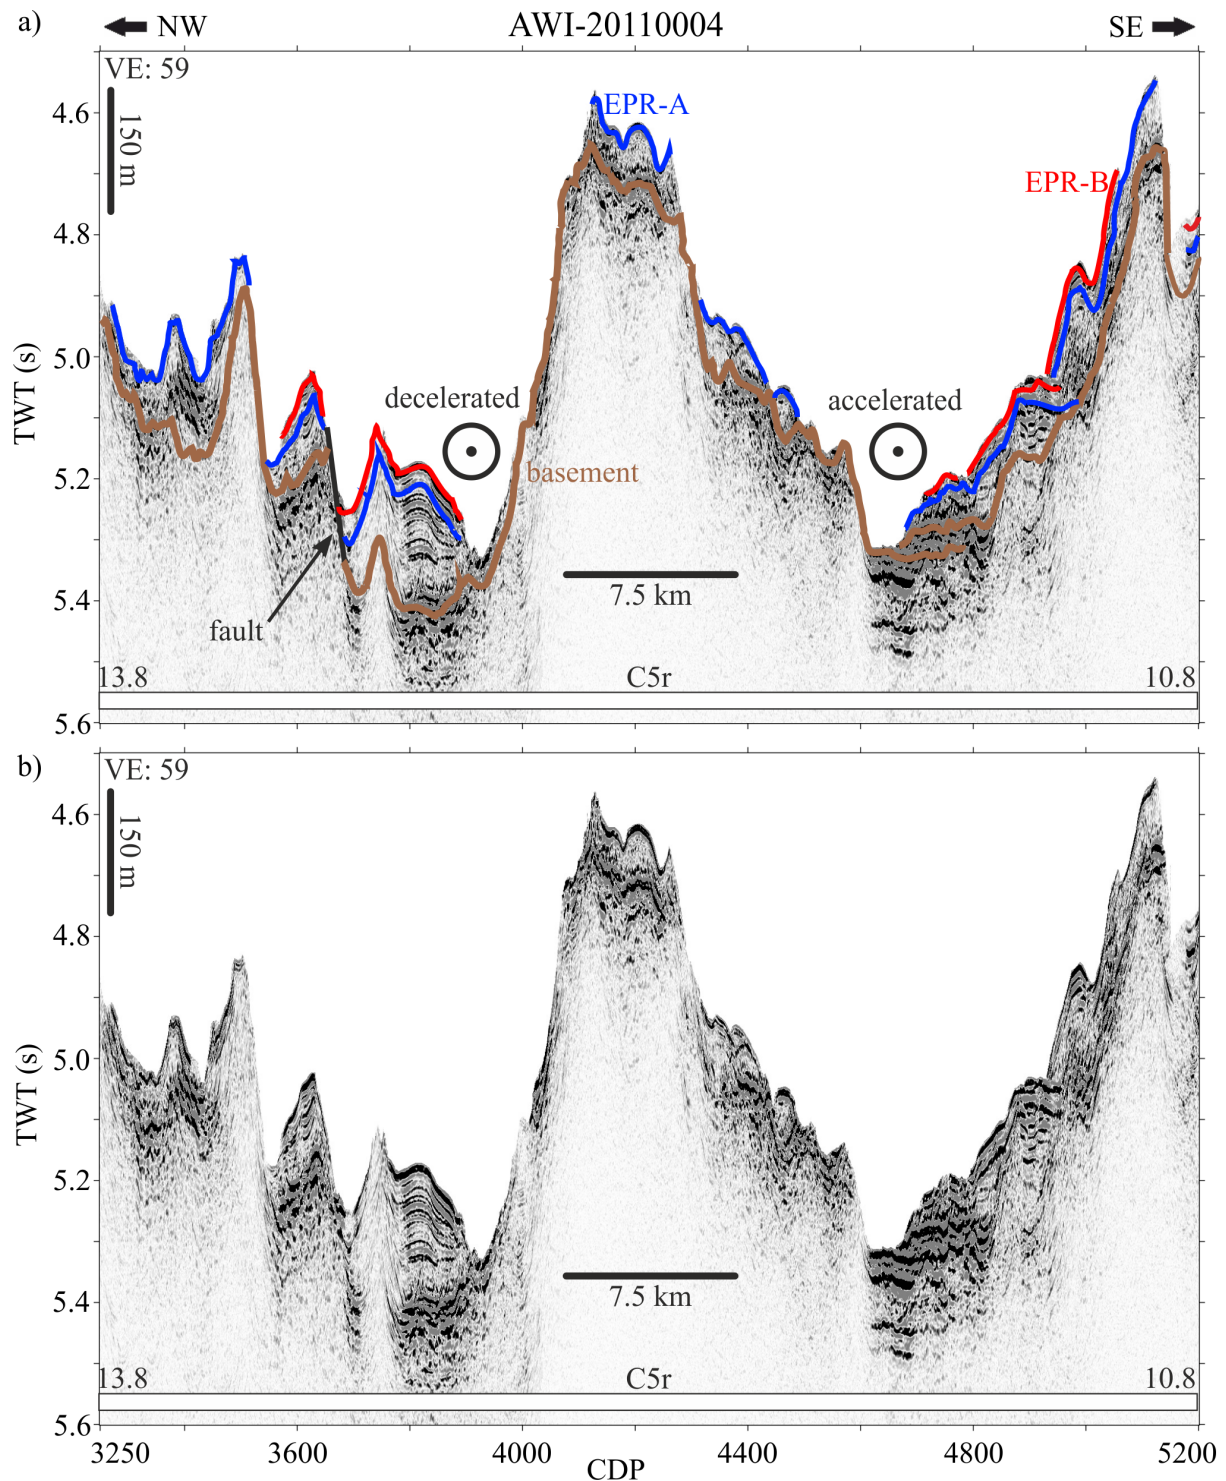 a)
NW
AWI-20110004
SE
VE: 59
150 m
EPR-A
EPR-B
decelerated
accelerated
basement
fault
7.5 km
13.8
C5r
10.8
TWT (s)
4.6
4.8
5.0
5.2
5.4
5.6
b)
VE: 59
150 m
7.5 km
13.8
C5r
10.8
TWT (s)
4.6
4.8
5.0
5.2
5.4
5.6
3250
3600
4000
4400
4800
5200
CDP